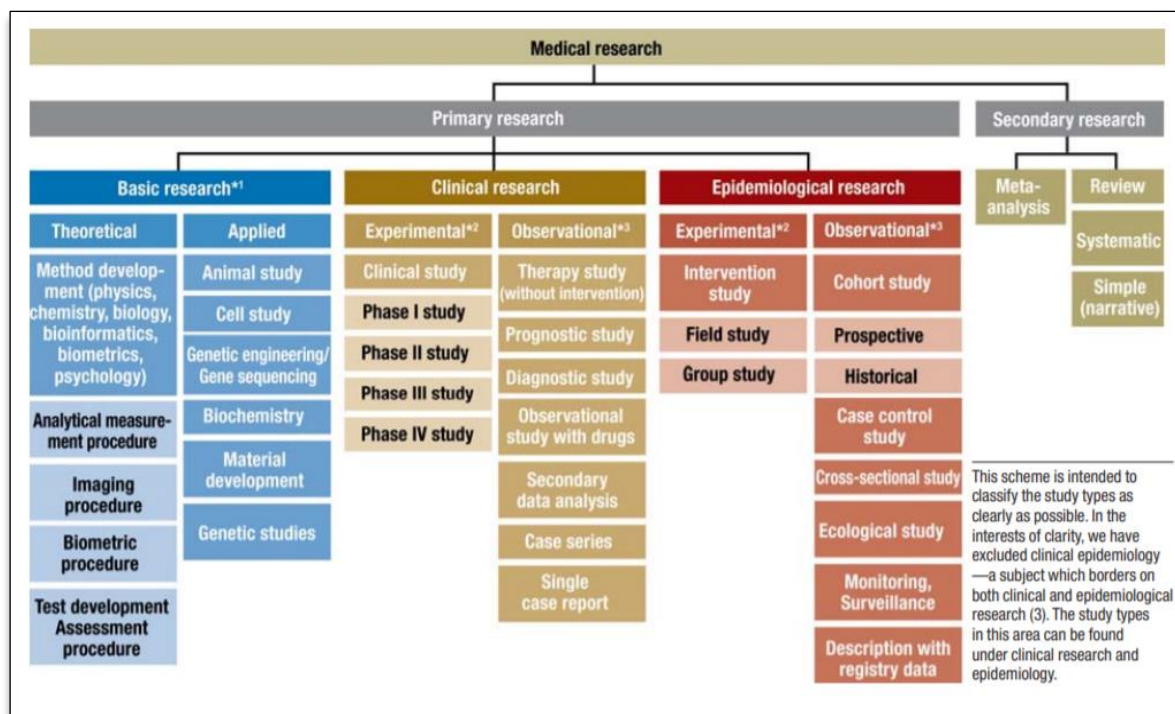 Medical research
Primary research
Secondary research
Basic research*1
Clinical research
Epidemiological research
Meta-
analysis
Review
Systematic
Simple
(narrative)
Theoretical
Method develop-
ment (physics,
chemistry, biology,
bioinformatics,
biometrics,
psychology)
Analytical measure-
ment procedure
Imaging
procedure
Biometric
procedure
Test development
Assessment
procedure
Applied
Animal study
Cell study
Genetic engineering/
Gene sequencing
Biochemistry
Material
development
Genetic studies
Experimental*2
Clinical study
Phase I study
Phase II study
Phase III study
Phase IV study
Observational*3
Therapy study
(without intervention)
Prognostic study
Diagnostic study
Observational
study with drugs
Secondary
data analysis
Case series
Single
case report
Experimental*2
Intervention
study
Field study
Group study
Observational*3
Cohort study
Prospective
Historical
Case control
study
Cross-sectional study
Ecological study
Monitoring,
Surveillance
Description with
registry data
This scheme is intended to
classify the study types as
clearly as possible. In the
interests of clarity, we have
excluded clinical epidemiology
—a subject which borders on
both clinical and epidemiological
research (3). The study types
in this area can be found
under clinical research and
epidemiology.